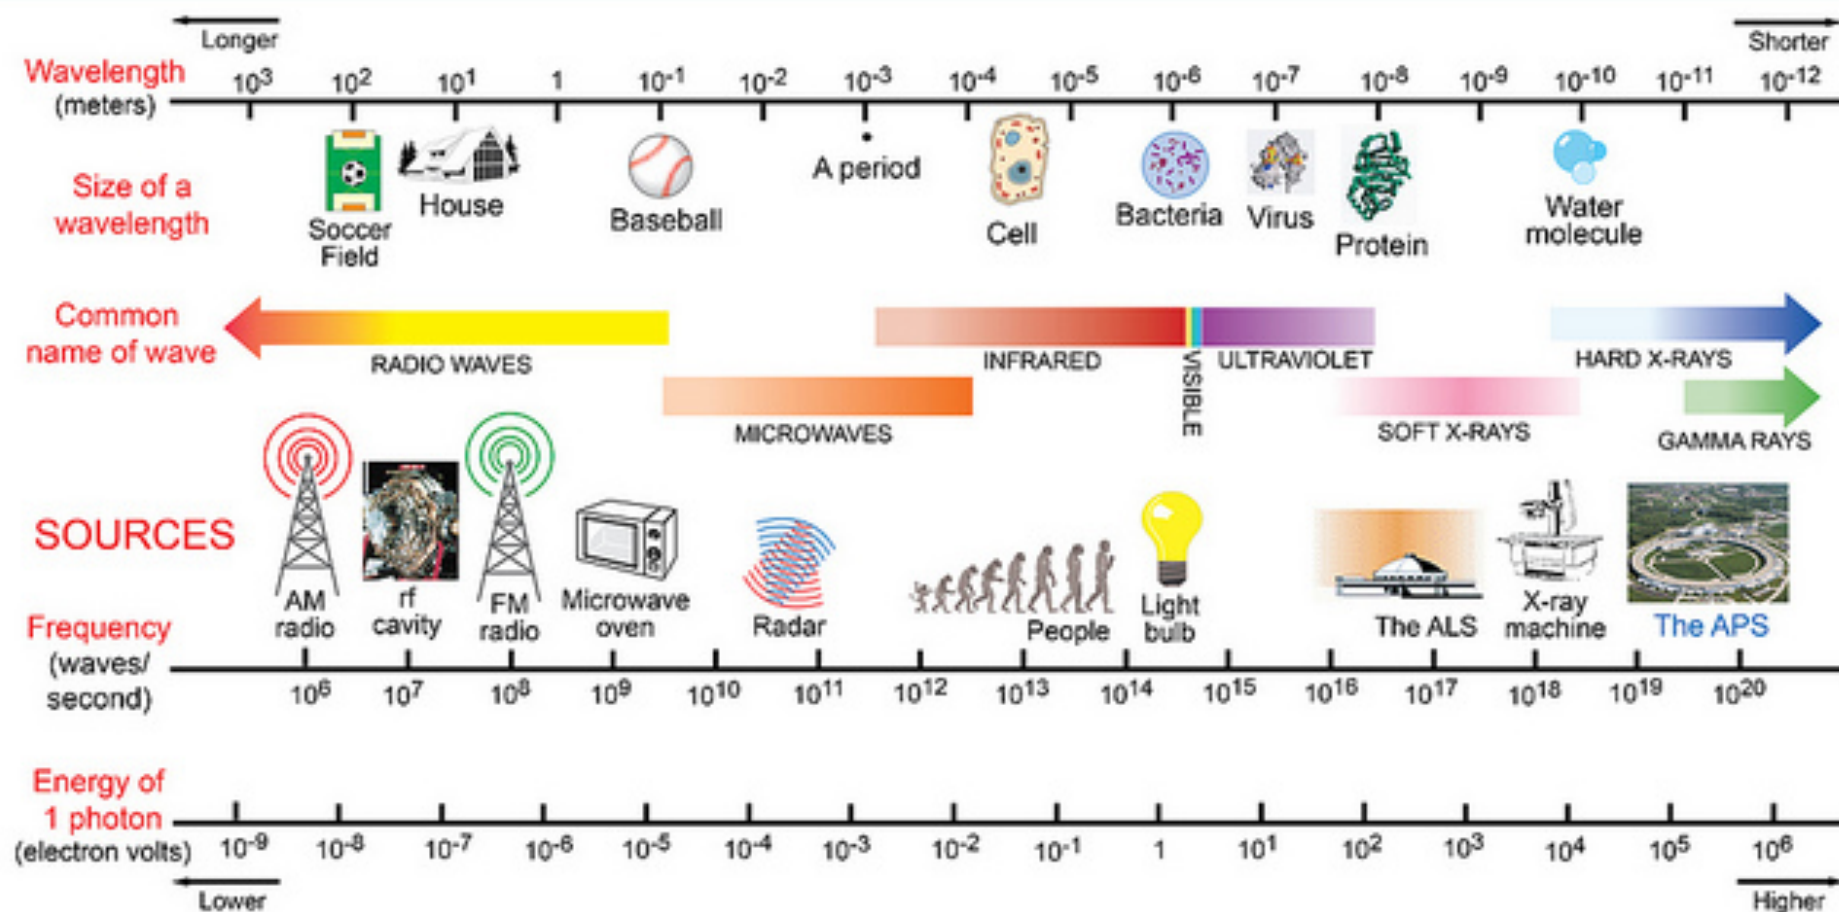 Longer
Shorter
Wavelength
(meters)
10³ 10² 10¹ 1 10⁻¹ 10⁻² 10⁻³ 10⁻⁴ 10⁻⁵ 10⁻⁶ 10⁻⁷ 10⁻⁸ 10⁻⁹ 10⁻¹⁰ 10⁻¹¹ 10⁻¹²
Size of a
wavelength
Soccer
Field
House
Baseball
A period
Cell
Bacteria
Virus
Protein
Water
molecule
Common
name of wave
RADIO WAVES
MICROWAVES
INFRARED
VISIBLE
ULTRAVIOLET
SOFT X-RAYS
HARD X-RAYS
GAMMA RAYS
SOURCES
AM
radio
rf
cavity
FM
radio
Microwave
oven
Radar
People
Light
bulb
The ALS
X-ray
machine
The APS
Frequency
(waves/
second)
10⁶ 10⁷ 10⁸ 10⁹ 10¹⁰ 10¹¹ 10¹² 10¹³ 10¹⁴ 10¹⁵ 10¹⁶ 10¹⁷ 10¹⁸ 10¹⁹ 10²⁰
Energy of
1 photon
(electron volts)
10⁻⁹ 10⁻⁸ 10⁻⁷ 10⁻⁶ 10⁻⁵ 10⁻⁴ 10⁻³ 10⁻² 10⁻¹ 1 10¹ 10² 10³ 10⁴ 10⁵ 10⁶
Lower
Higher